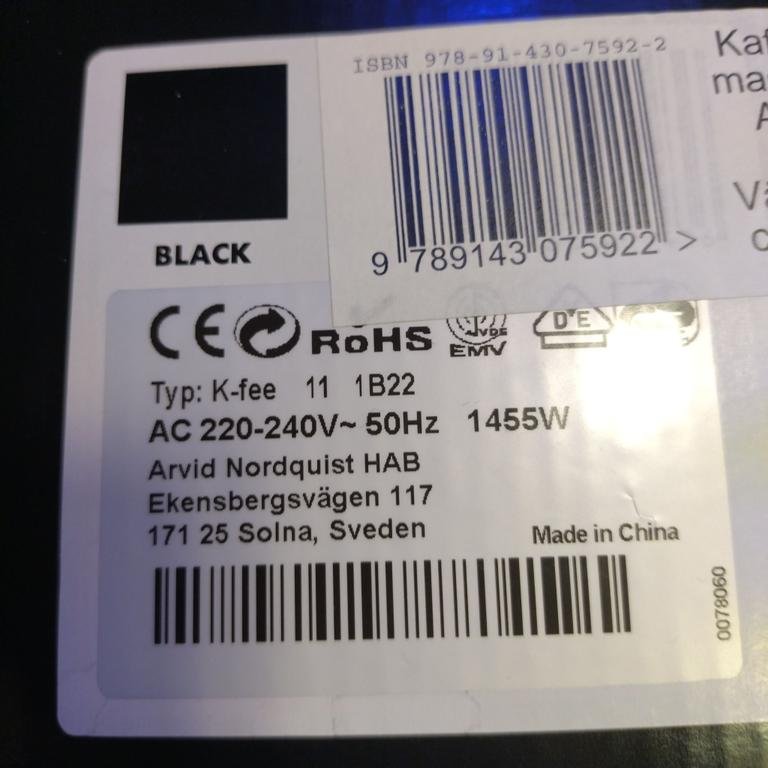 ISBN 978-91-430-7592-2
9 789143 075922 >
BLACK
CE RoHS VDE EMV D'E
Typ: K-fee 11 1B22
AC 220-240V~ 50Hz 1455W
Arvid Nordquist HAB
Ekensbergsvägen 117
171 25 Solna, Sveden
Made in China
0078060